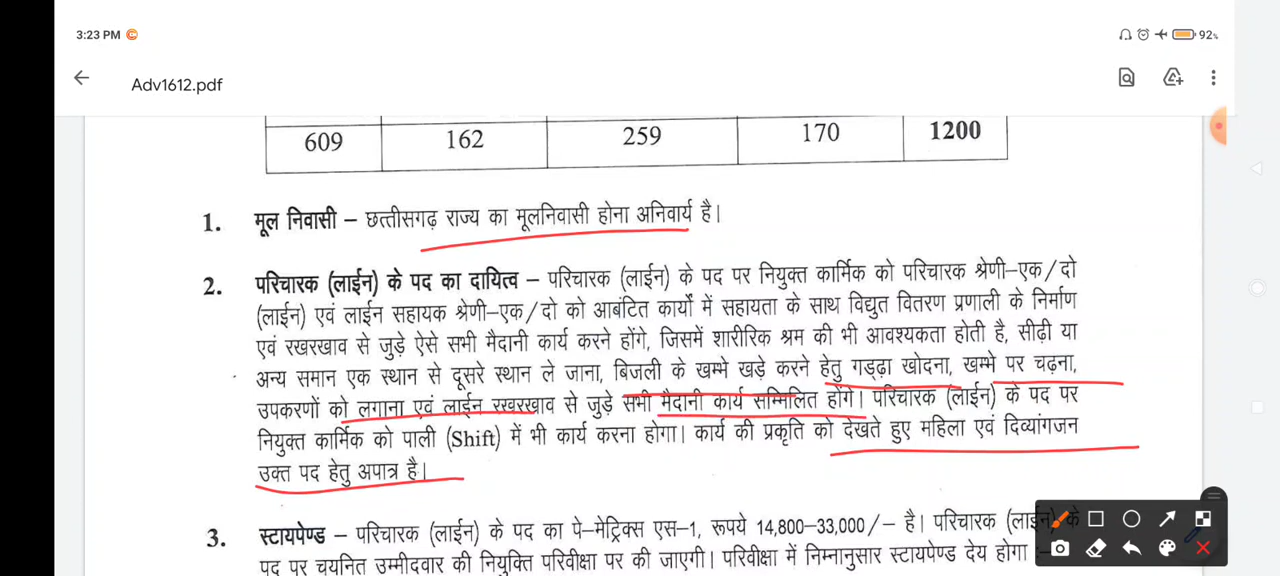 3:23 PM
92%
Adv1612.pdf
609 162 259 170 1200
1. मूल निवासी – छत्तीसगढ़ राज्य का मूलनिवासी होना अनिवार्य है।
2. परिचारक (लाईन) के पद का दायित्व – परिचारक (लाईन) के पद पर नियुक्त कार्मिक को परिचारक श्रेणी–एक/दो
(लाईन) एवं लाईन सहायक श्रेणी–एक/दो को आबंटित कार्यों में सहायता के साथ विद्युत वितरण प्रणाली के निर्माण
एवं रखरखाव से जुड़े ऐसे सभी मैदानी कार्य करने होंगे, जिसमें शारीरिक श्रम की भी आवश्यकता होती है, सीढ़ी या
अन्य समान एक स्थान से दूसरे स्थान ले जाना, बिजली के खम्भे खड़े करने हेतु गड्ढ़ा खोदना, खम्भे पर चढ़ना,
उपकरणों को लगाना एवं लाईन रखरखाव से जुड़े सभी मैदानी कार्य सम्मिलित होंगे। परिचारक (लाईन) के पद पर
नियुक्त कार्मिक को पाली (Shift) में भी कार्य करना होगा। कार्य की प्रकृति को देखते हुए महिला एवं दिव्यांगजन
उक्त पद हेतु अपात्र है।
3. स्टायपेण्ड – परिचारक (लाईन) के पद का पे–मेट्रिक्स एस–1, रूपये 14,800–33,000/– है। परिचारक (लाईन) के
पद पर चयनित उम्मीदवार की नियुक्ति परिवीक्षा पर की जाएगी। परिवीक्षा में निम्नानुसार स्टायपेण्ड देय होगा :–